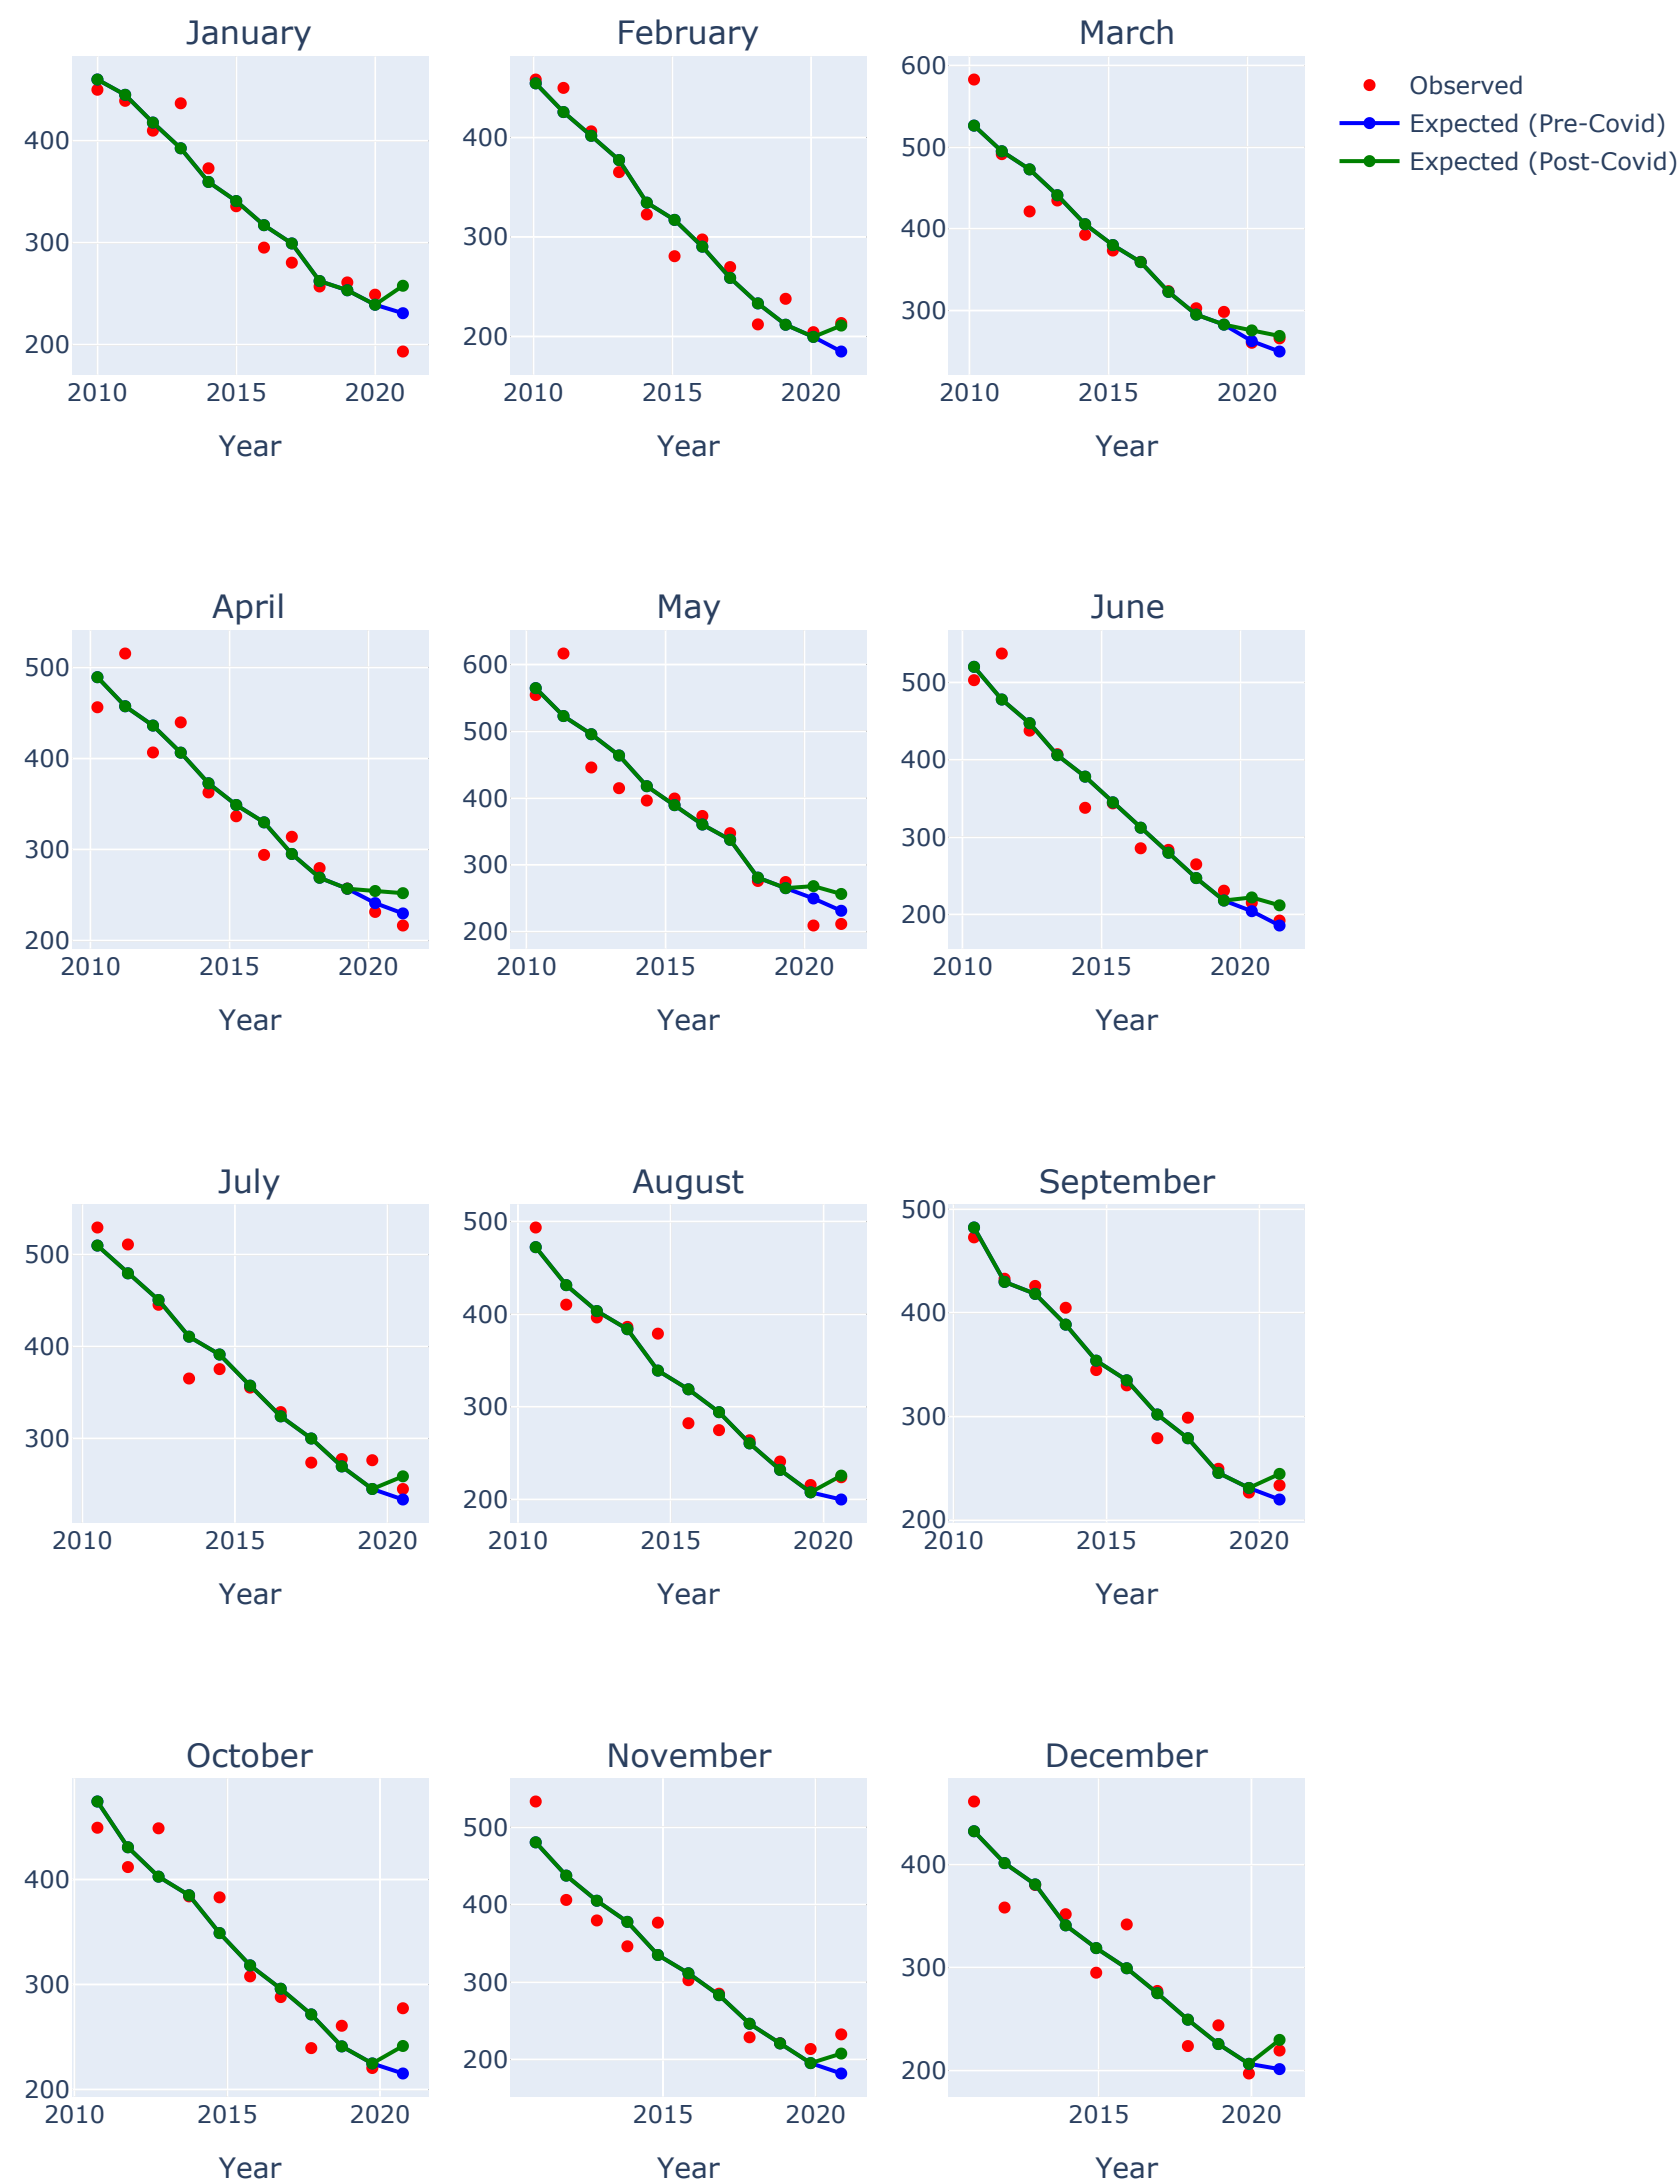 January
February
March
Observed
Expected (Pre-Covid)
Expected (Post-Covid)
400
300
200
2010
2015
2020
Year
400
300
200
2010
2015
2020
Year
600
500
400
300
2010
2015
2020
Year
April
May
June
500
400
300
200
2010
2015
2020
Year
600
500
400
300
200
2010
2015
2020
Year
500
400
300
200
2010
2015
2020
Year
July
August
September
500
400
300
2010
2015
2020
Year
500
400
300
200
2010
2015
2020
Year
500
400
300
200
2010
2015
2020
Year
October
November
December
400
300
200
2010
2015
2020
Year
500
400
300
200
2015
2020
Year
400
300
200
2015
2020
Year